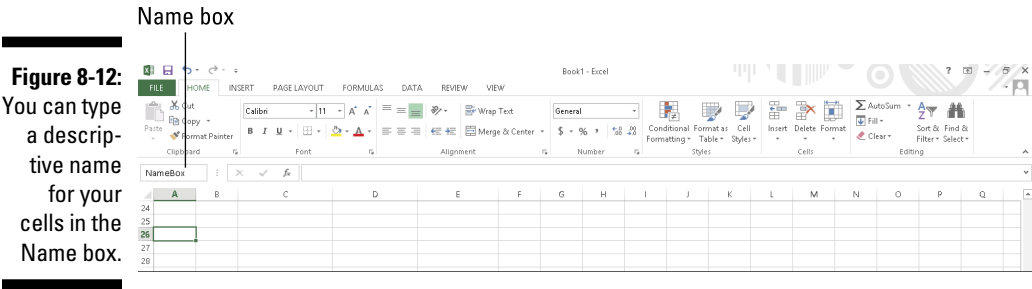 Name box
Figure 8-12:
You can type
a descrip-
tive name
for your
cells in the
Name box.
Book1 - Excel
FILE HOME INSERT PAGE LAYOUT FORMULAS DATA REVIEW VIEW
Cut Calibri 11 A A Wrap Text General AutoSum
Copy Fill
Paste Format Painter B I U A Merge & Center $ % Conditional Format as Cell Insert Delete Format Clear Sort & Find &
Formatting Table Styles Filter Select
Clipboard Font Alignment Number Styles Cells Editing
NameBox fx
A B C D E F G H I J K L M N O P Q
24
25
26
27
28